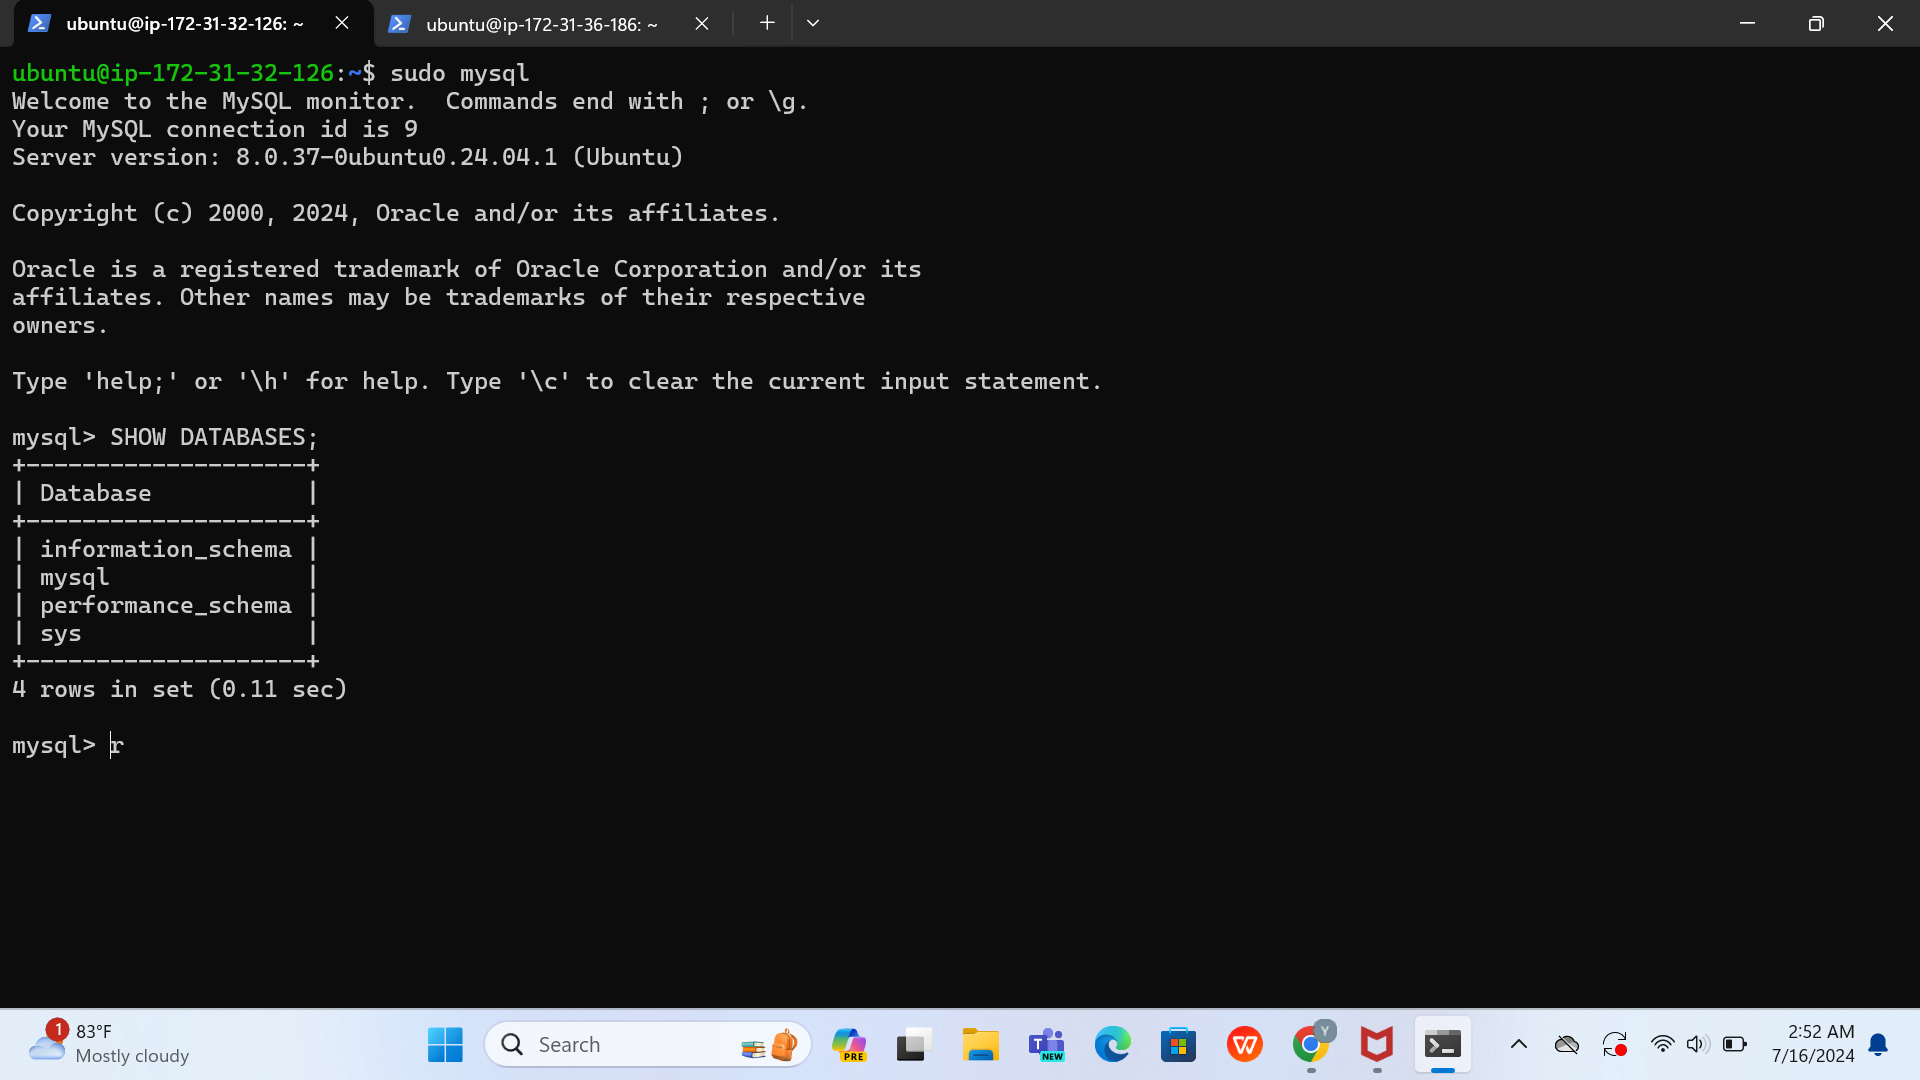 ubuntu@ip-172-31-32-126: ~
ubuntu@ip-172-31-36-186: ~
ubuntu@ip-172-31-32-126:~$ sudo mysql
Welcome to the MySQL monitor.  Commands end with ; or \g.
Your MySQL connection id is 9
Server version: 8.0.37-0ubuntu0.24.04.1 (Ubuntu)
Copyright (c) 2000, 2024, Oracle and/or its affiliates.
Oracle is a registered trademark of Oracle Corporation and/or its
affiliates. Other names may be trademarks of their respective
owners.
Type 'help;' or '\h' for help. Type '\c' to clear the current input statement.
mysql> SHOW DATABASES;
+--------------------+
| Database           |
+--------------------+
| information_schema |
| mysql              |
| performance_schema |
| sys                |
+--------------------+
4 rows in set (0.11 sec)
mysql> r
1
83°F
Mostly cloudy
Search
PRE
T
NEW
W
Y
2:52 AM
7/16/2024